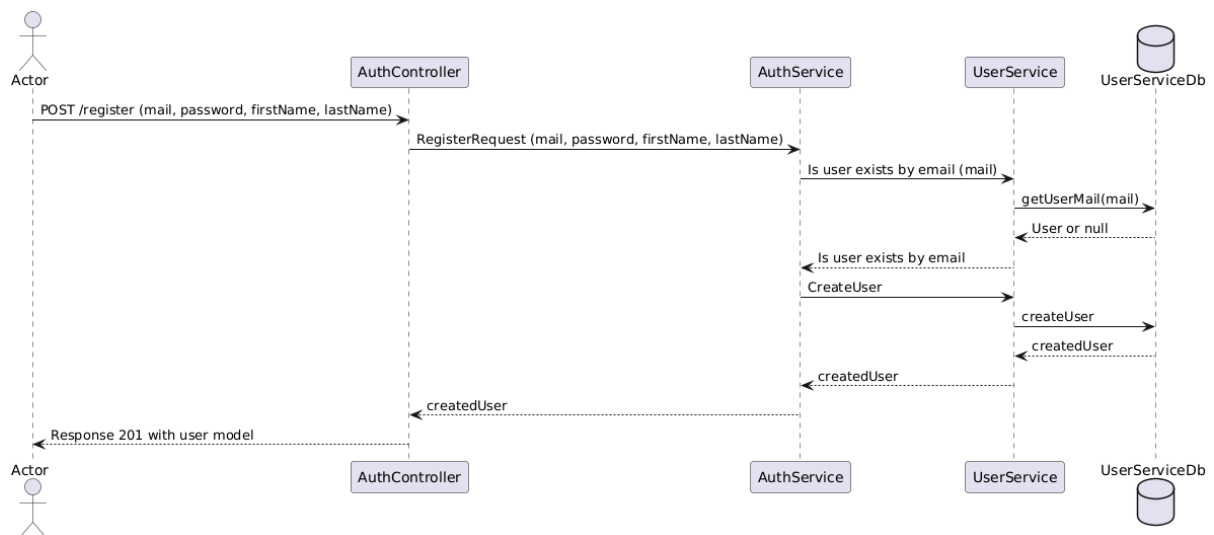 Actor
AuthController
AuthService
UserService
UserServiceDb
POST /register (mail, password, firstName, lastName)
RegisterRequest (mail, password, firstName, lastName)
Is user exists by email (mail)
getUserMail(mail)
User or null
Is user exists by email
CreateUser
createUser
createdUser
createdUser
createdUser
Response 201 with user model
Actor
AuthController
AuthService
UserService
UserServiceDb